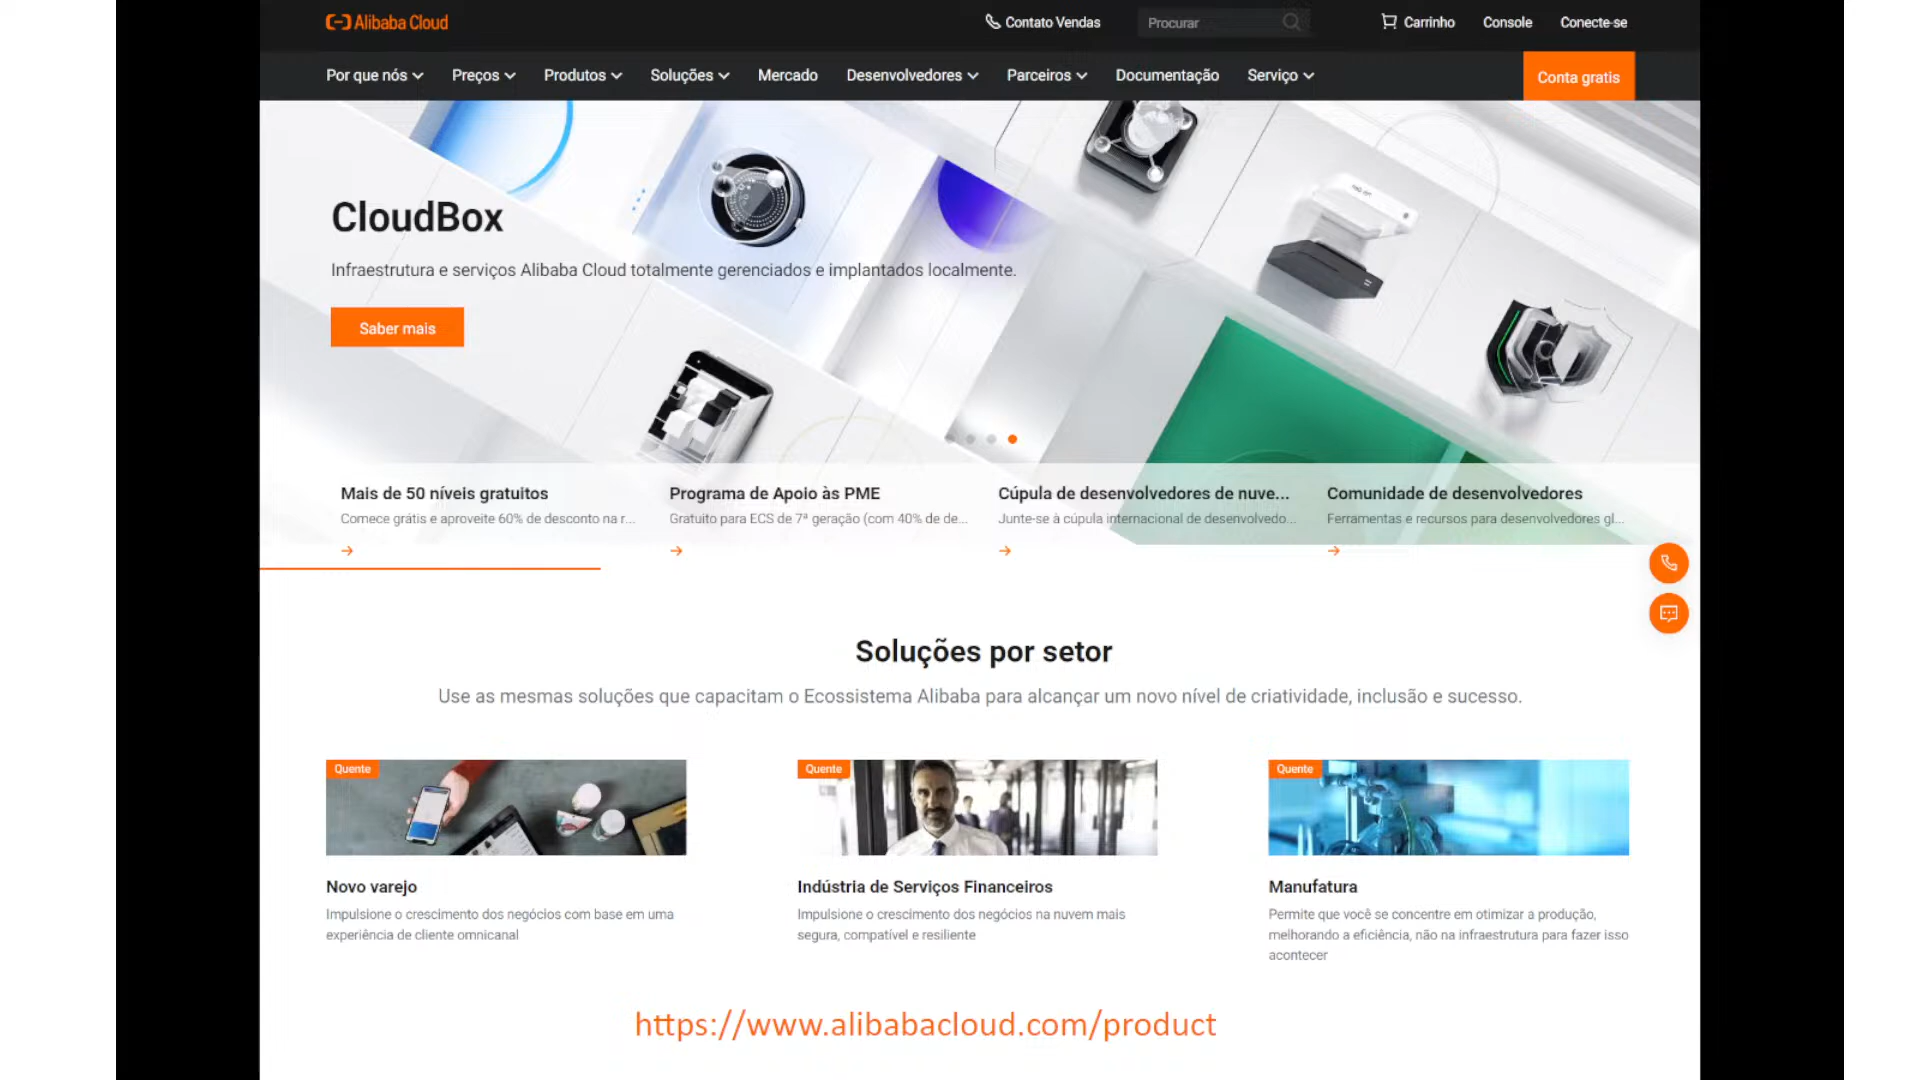 Alibaba Cloud
Contato Vendas
Procurar
Carrinho
Console
Conecte-se
Por que nós
Preços
Produtos
Soluções
Mercado
Desenvolvedores
Parceiros
Documentação
Serviço
Conta gratis
CloudBox
Infraestrutura e serviços Alibaba Cloud totalmente gerenciados e implantados localmente.
Saber mais
Mais de 50 níveis gratuitos
Comece grátis e aproveite 60% de desconto na r...
Programa de Apoio às PME
Gratuito para ECS de 7ª geração (com 40% de de...
Cúpula de desenvolvedores de nuve...
Junte-se à cúpula internacional de desenvolvedo...
Comunidade de desenvolvedores
Ferramentas e recursos para desenvolvedores gl...
Soluções por setor
Use as mesmas soluções que capacitam o Ecossistema Alibaba para alcançar um novo nível de criatividade, inclusão e sucesso.
Quente
Novo varejo
Impulsione o crescimento dos negócios com base em uma
experiência de cliente omnicanal
Quente
Indústria de Serviços Financeiros
Impulsione o crescimento dos negócios na nuvem mais
segura, compatível e resiliente
Quente
Manufatura
Permite que você se concentre em otimizar a produção,
melhorando a eficiência, não na infraestrutura para fazer isso
acontecer
https://www.alibabacloud.com/product